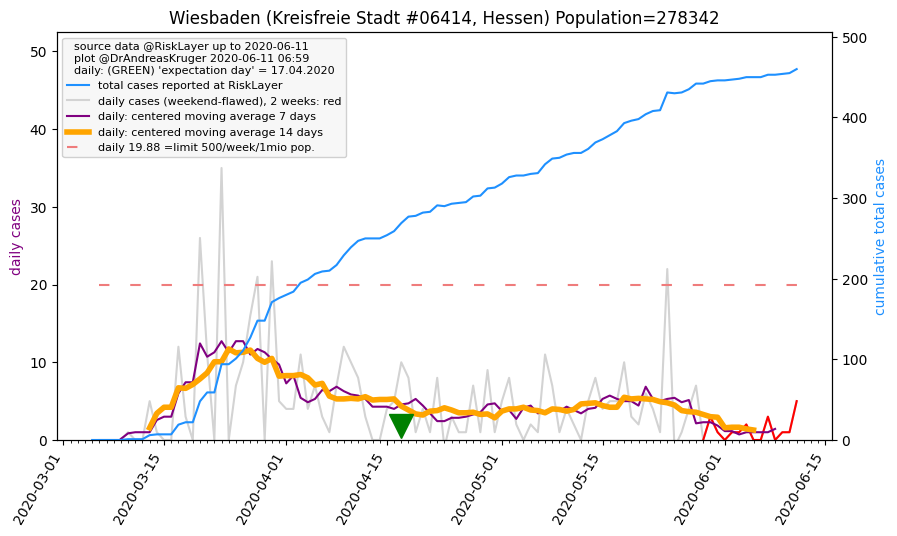 Wiesbaden (Kreisfreie Stadt #06414, Hessen) Population=278342
source data @RiskLayer up to 2020-06-11
plot @DrAndreasKruger 2020-06-11 06:59
daily: (GREEN) 'expectation day' = 17.04.2020
total cases reported at RiskLayer
daily cases (weekend-flawed), 2 weeks: red
daily: centered moving average 7 days
daily: centered moving average 14 days
daily 19.88 =limit 500/week/1mio pop.
daily cases
50
40
30
20
10
0
cumulative total cases
500
400
300
200
100
0
2020-03-01
2020-03-15
2020-04-01
2020-04-15
2020-05-01
2020-05-15
2020-06-01
2020-06-15